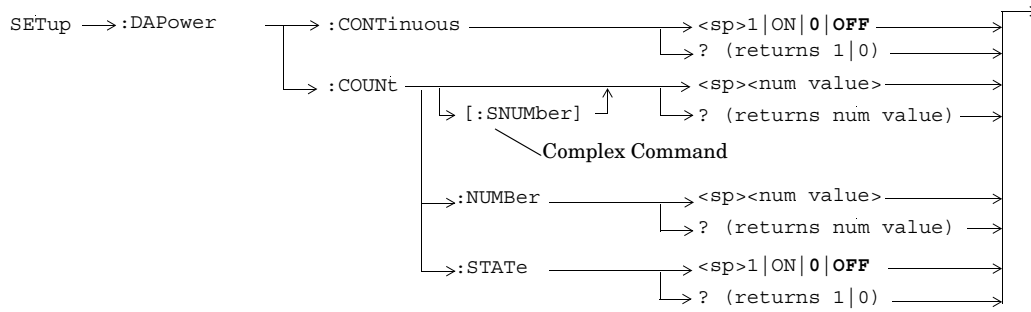 SETup :DAPower :CONTinuous <sp>1|ON|0|OFF
? (returns 1|0)
:COUNt <sp><num value>
[:SNUMber] ? (returns num value)
Complex Command
:NUMBer <sp><num value>
? (returns num value)
:STATe <sp>1|ON|0|OFF
? (returns 1|0)